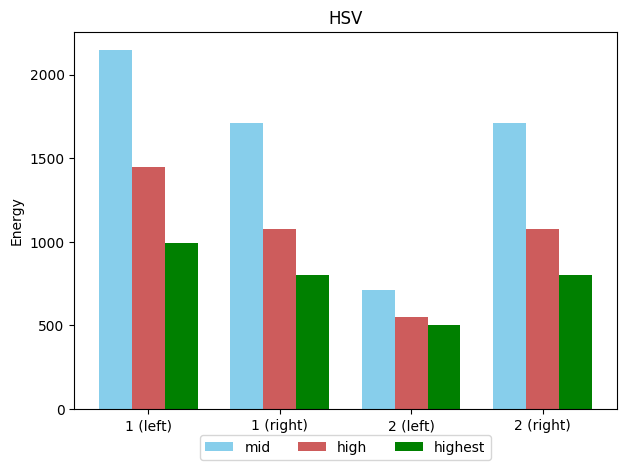 HSV
Energy
2000
1500
1000
500
0
1 (left) 1 (right) 2 (left) 2 (right)
mid high highest